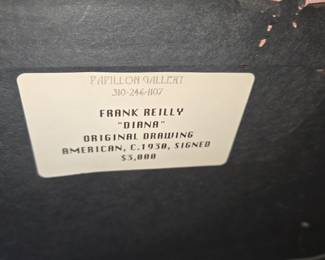 PAPILLON GALLERY
310-246-1107
FRANK REILLY
"DIANA"
ORIGINAL DRAWING
AMERICAN, C.1930, SIGNED
$3,000